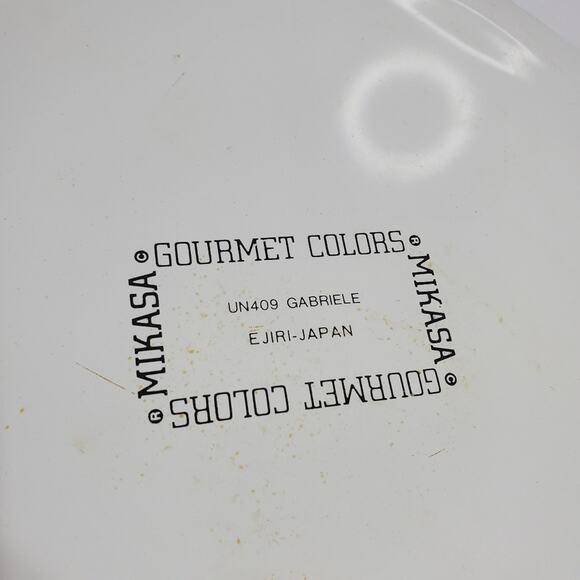 © GOURMET COLORS ®
MIKASA
UN409 GABRIELE
EJIRI-JAPAN
® MIKASA
GOURMET COLORS ©